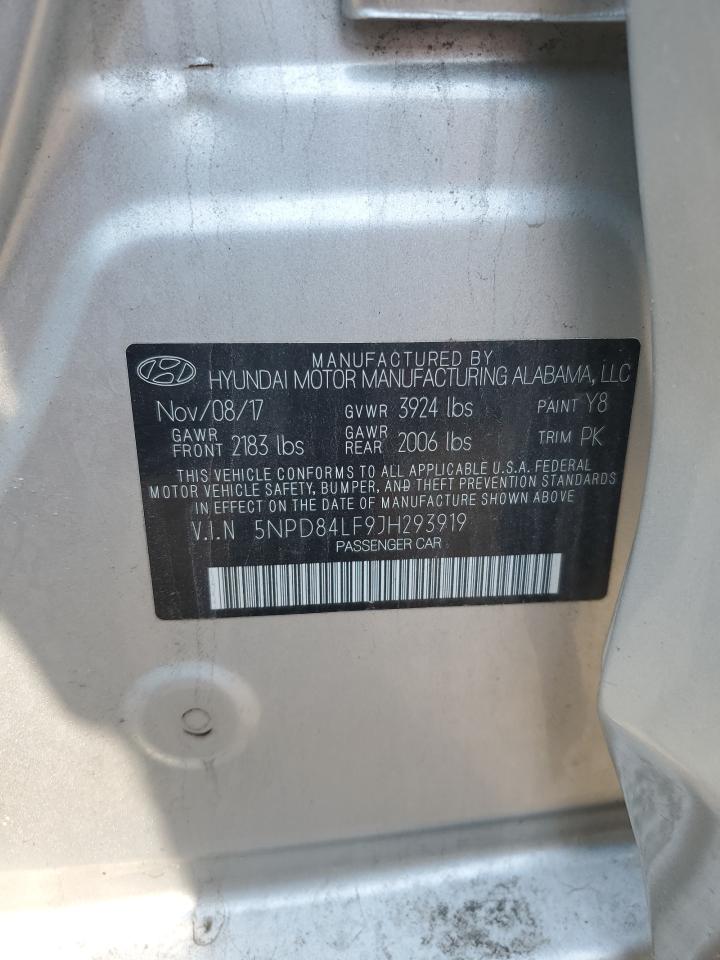 MANUFACTURED BY
HYUNDAI MOTOR MANUFACTURING ALABAMA, LLC
Nov/08/17 GVWR 3924 lbs PAINT Y8
GAWR FRONT 2183 lbs GAWR REAR 2006 lbs TRIM PK
THIS VEHICLE CONFORMS TO ALL APPLICABLE U.S.A. FEDERAL
MOTOR VEHICLE SAFETY, BUMPER, AND THEFT PREVENTION STANDARDS
IN EFFECT ON THE DATE OF MANUFACTURE SHOWN ABOVE
V.I.N 5NPD84LF9JH293919
PASSENGER CAR